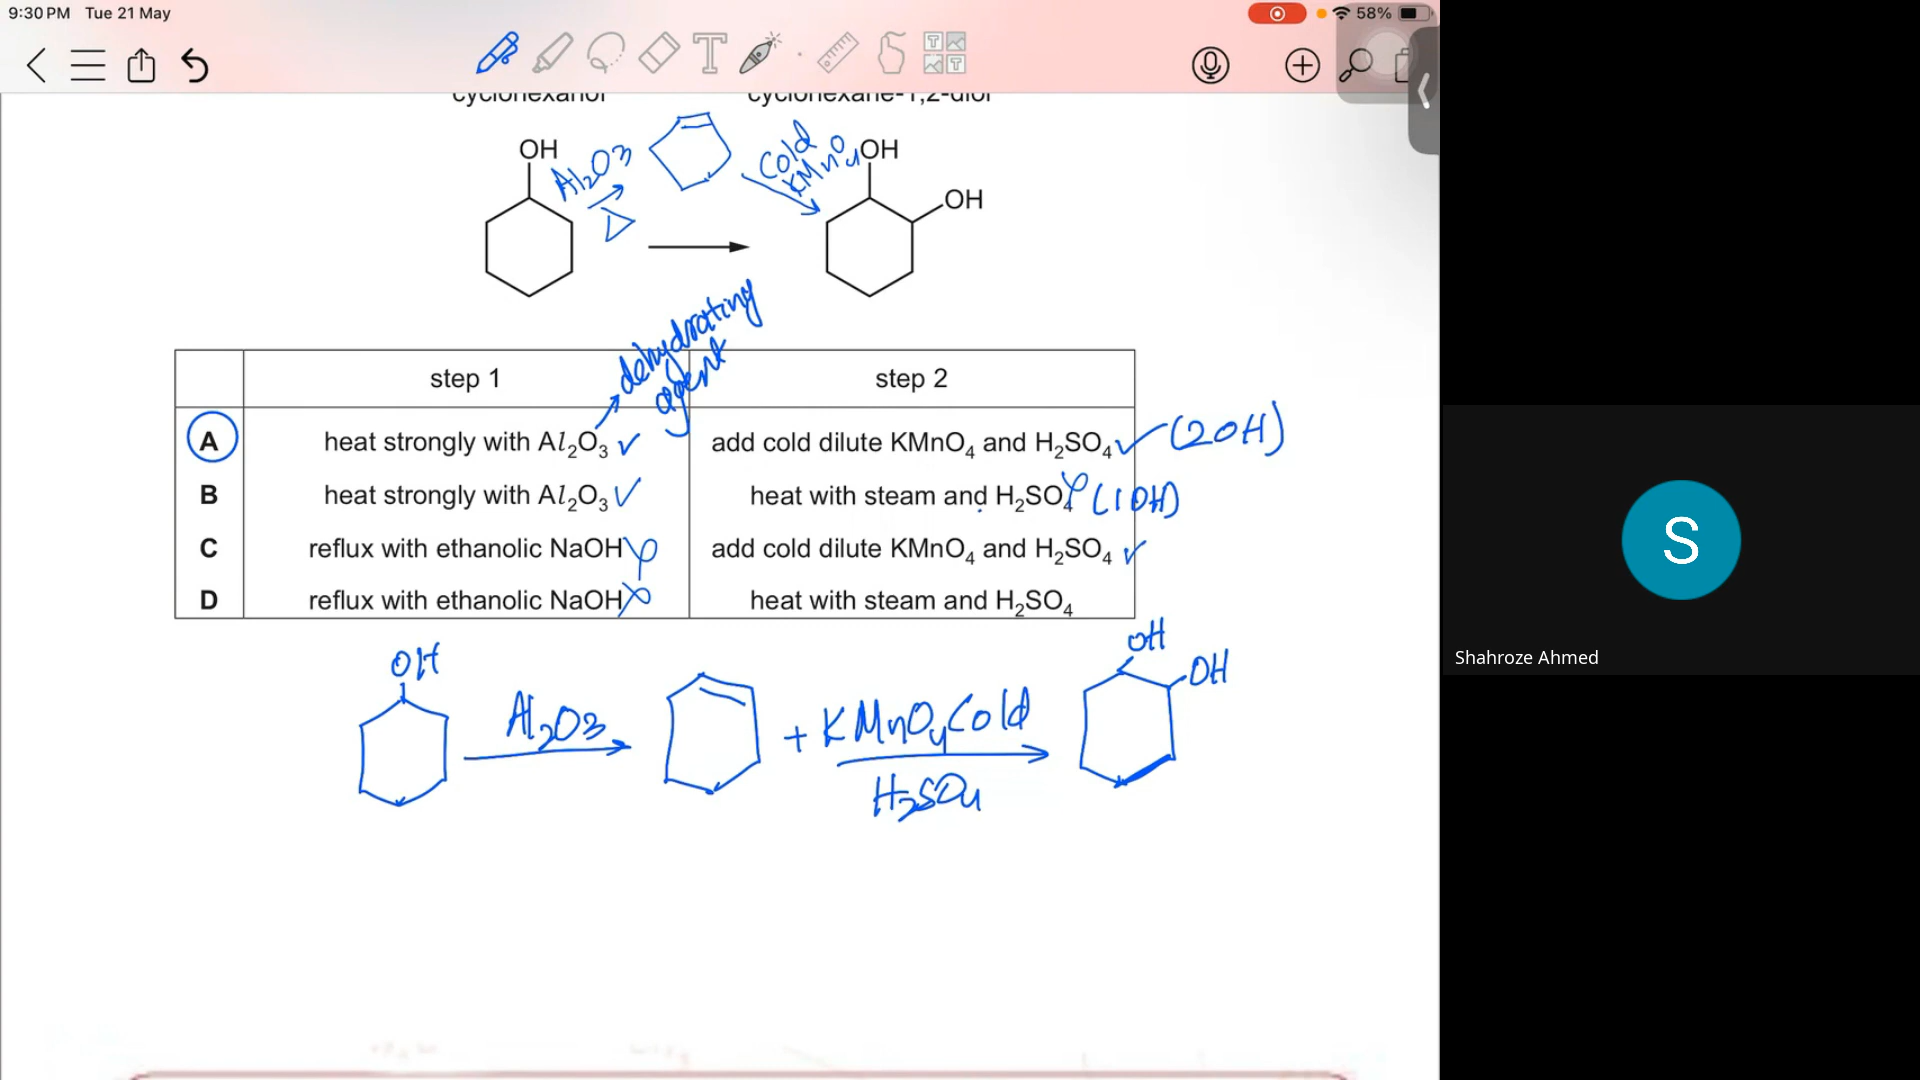 9:30 PM Tue 21 May
58%
cyclohexanol cyclohexane-1,2-diol
OH
Al₂O₃
Δ
Cold
KMnO₄
OH
OH
dehydrating
agent
step 1 step 2
A heat strongly with Al₂O₃ ✓ add cold dilute KMnO₄ and H₂SO₄ ✓ (2OH)
B heat strongly with Al₂O₃ ✓ heat with steam and H₂SO₄ (1OH)
C reflux with ethanolic NaOH add cold dilute KMnO₄ and H₂SO₄ ✓
D reflux with ethanolic NaOH heat with steam and H₂SO₄
OH
Al₂O₃
+ KMnO₄ Cold
H₂SO₄
OH
OH
S
Shahroze Ahmed